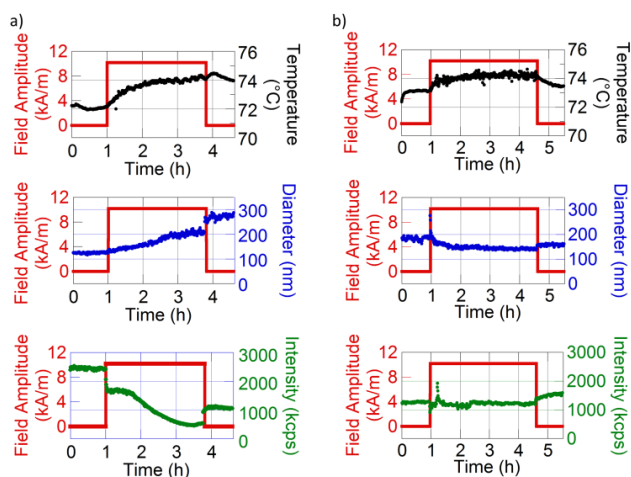 a)
12
8
4
0
Field Amplitude
(kA/m)
76
74
72
70
Temperature
(°C)
0 1 2 3 4
Time (h)
12
8
4
0
Field Amplitude
(kA/m)
300
200
100
0
Diameter
(nm)
0 1 2 3 4
Time (h)
12
8
4
0
Field Amplitude
(kA/m)
3000
2000
1000
0
Intensity
(kcps)
0 1 2 3 4
Time (h)
b)
12
8
4
0
Field Amplitude
(kA/m)
76
74
72
70
Temperature
(°C)
0 1 2 3 4 5
Time (h)
12
8
4
0
Field Amplitude
(kA/m)
300
200
100
0
Diameter
(nm)
0 1 2 3 4 5
Time (h)
12
8
4
0
Field Amplitude
(kA/m)
3000
2000
1000
0
Intensity
(kcps)
0 1 2 3 4 5
Time (h)